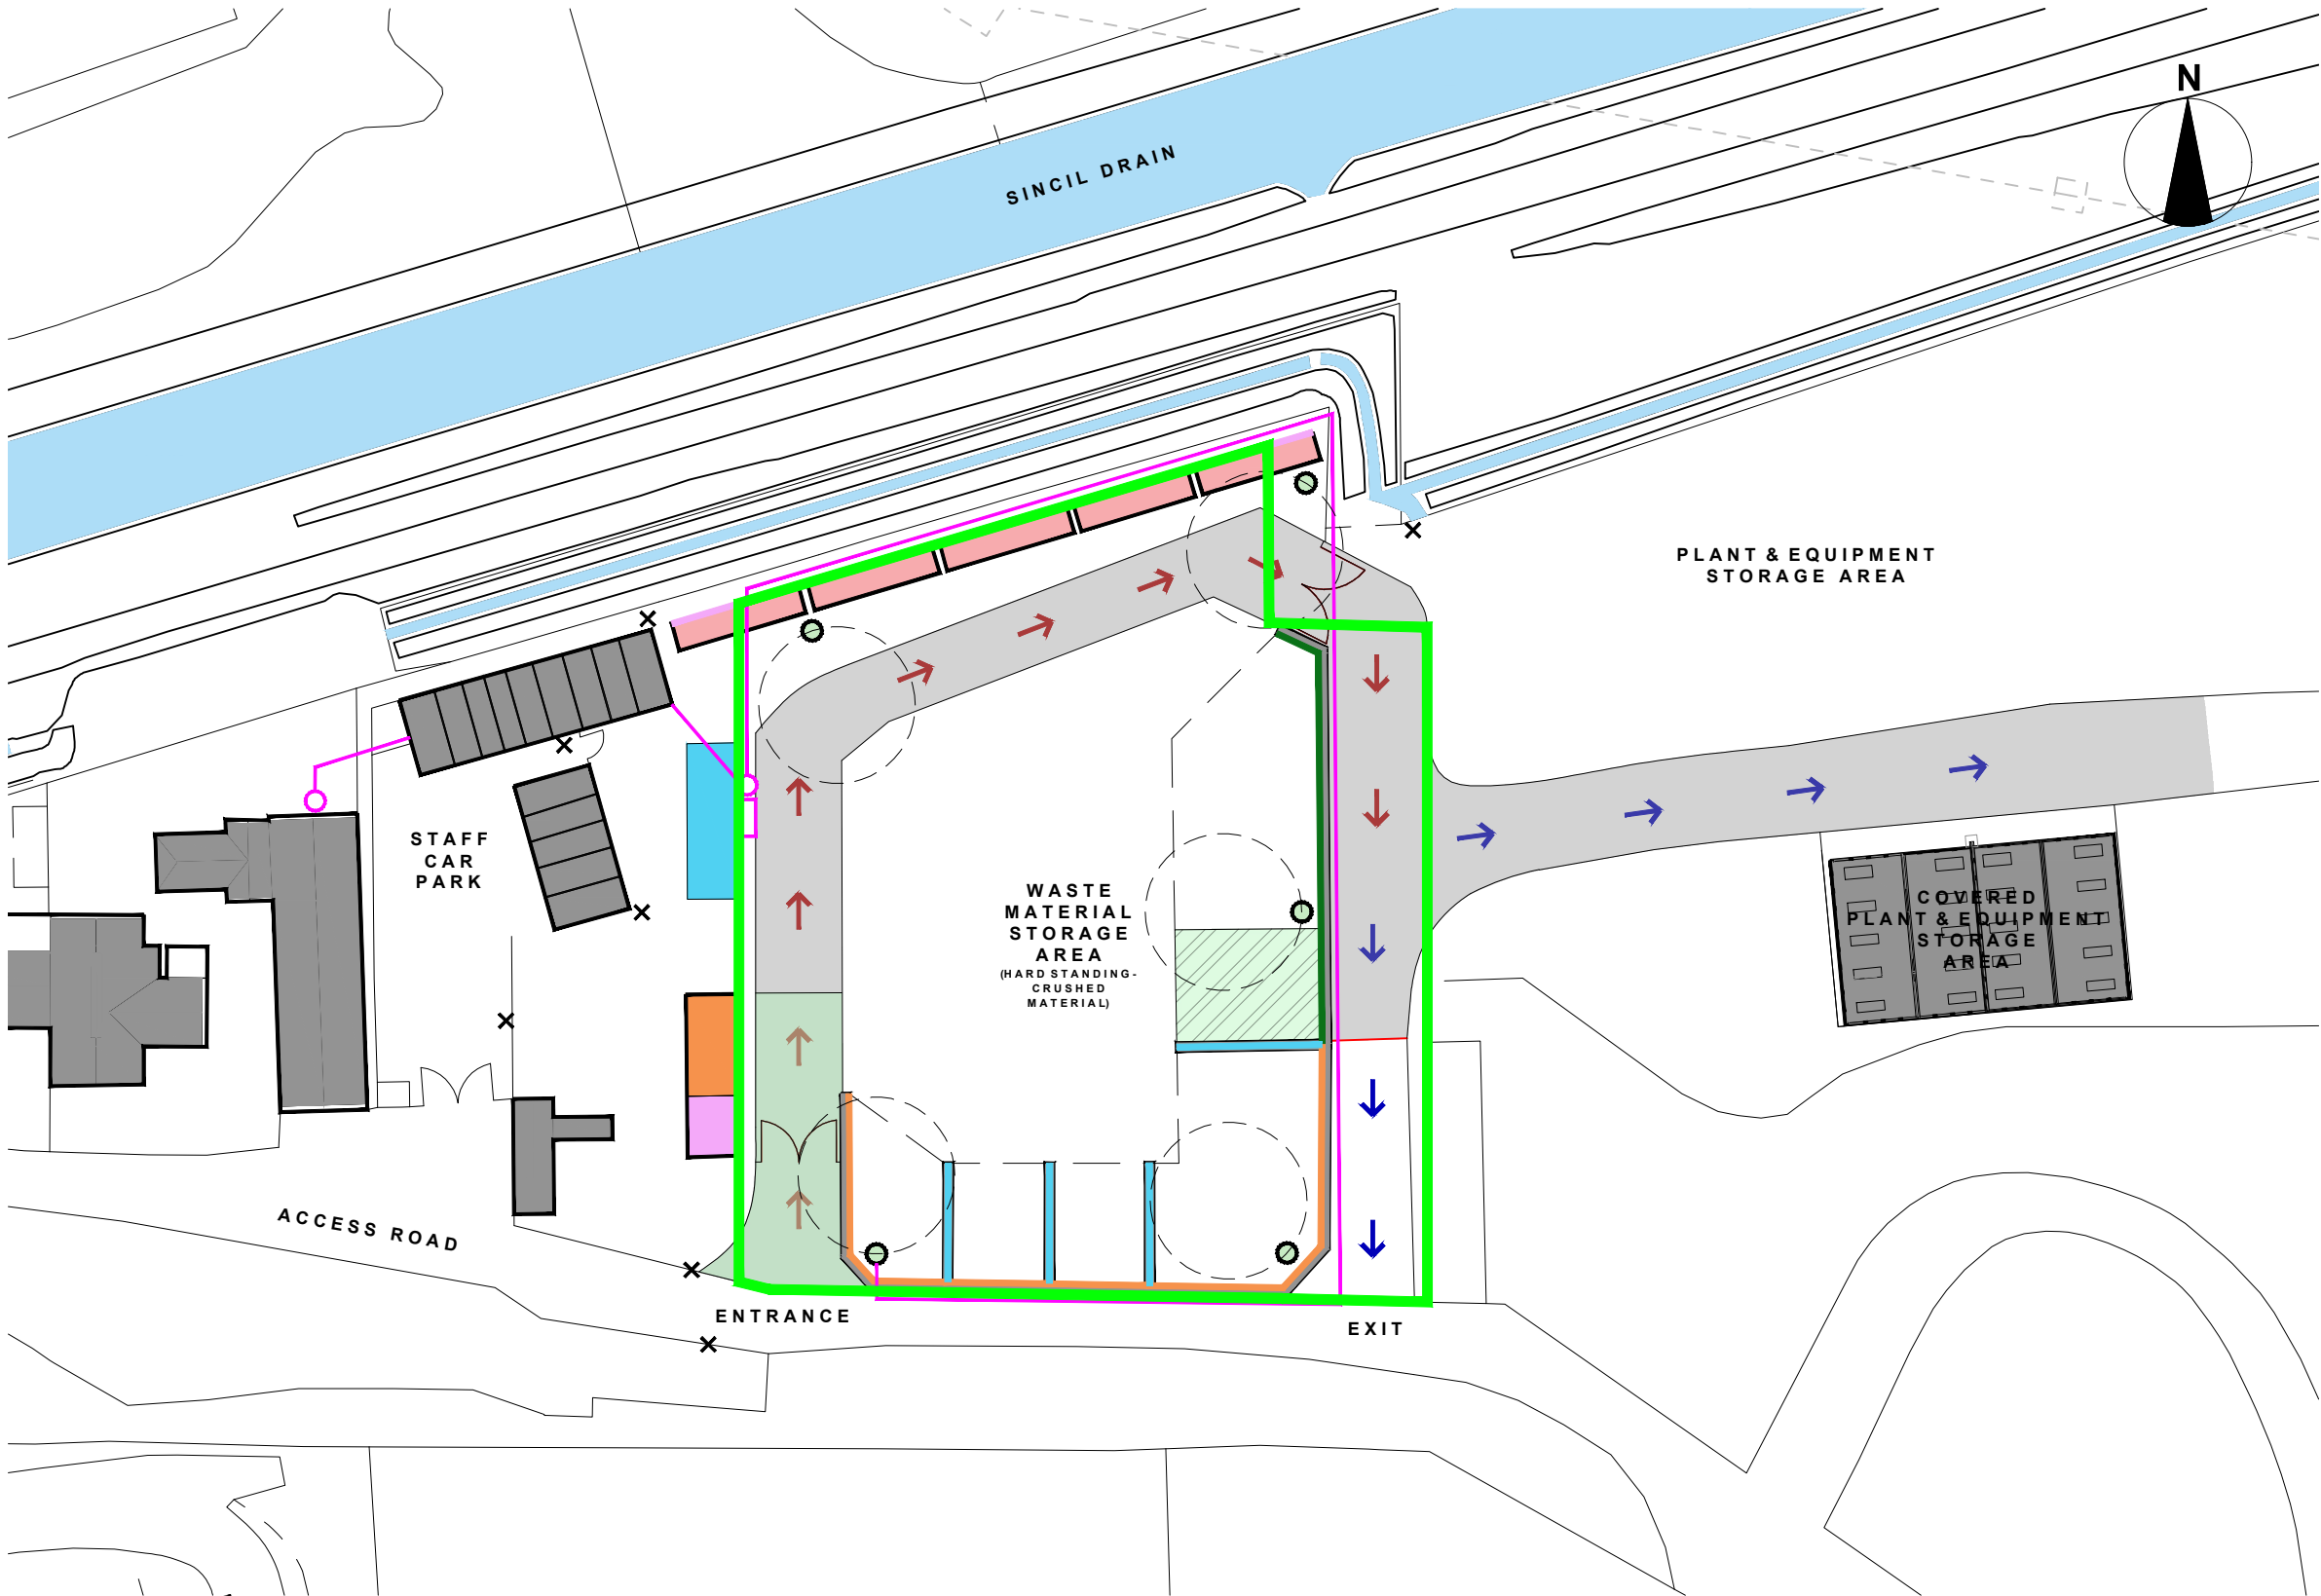 N
SINCIL DRAIN
PLANT & EQUIPMENT
STORAGE AREA
STAFF
CAR
PARK
WASTE
MATERIAL
STORAGE
AREA
(HARD STANDING-
CRUSHED
MATERIAL)
COVERED
PLANT & EQUIPMENT
STORAGE
AREA
ACCESS ROAD
ENTRANCE
EXIT